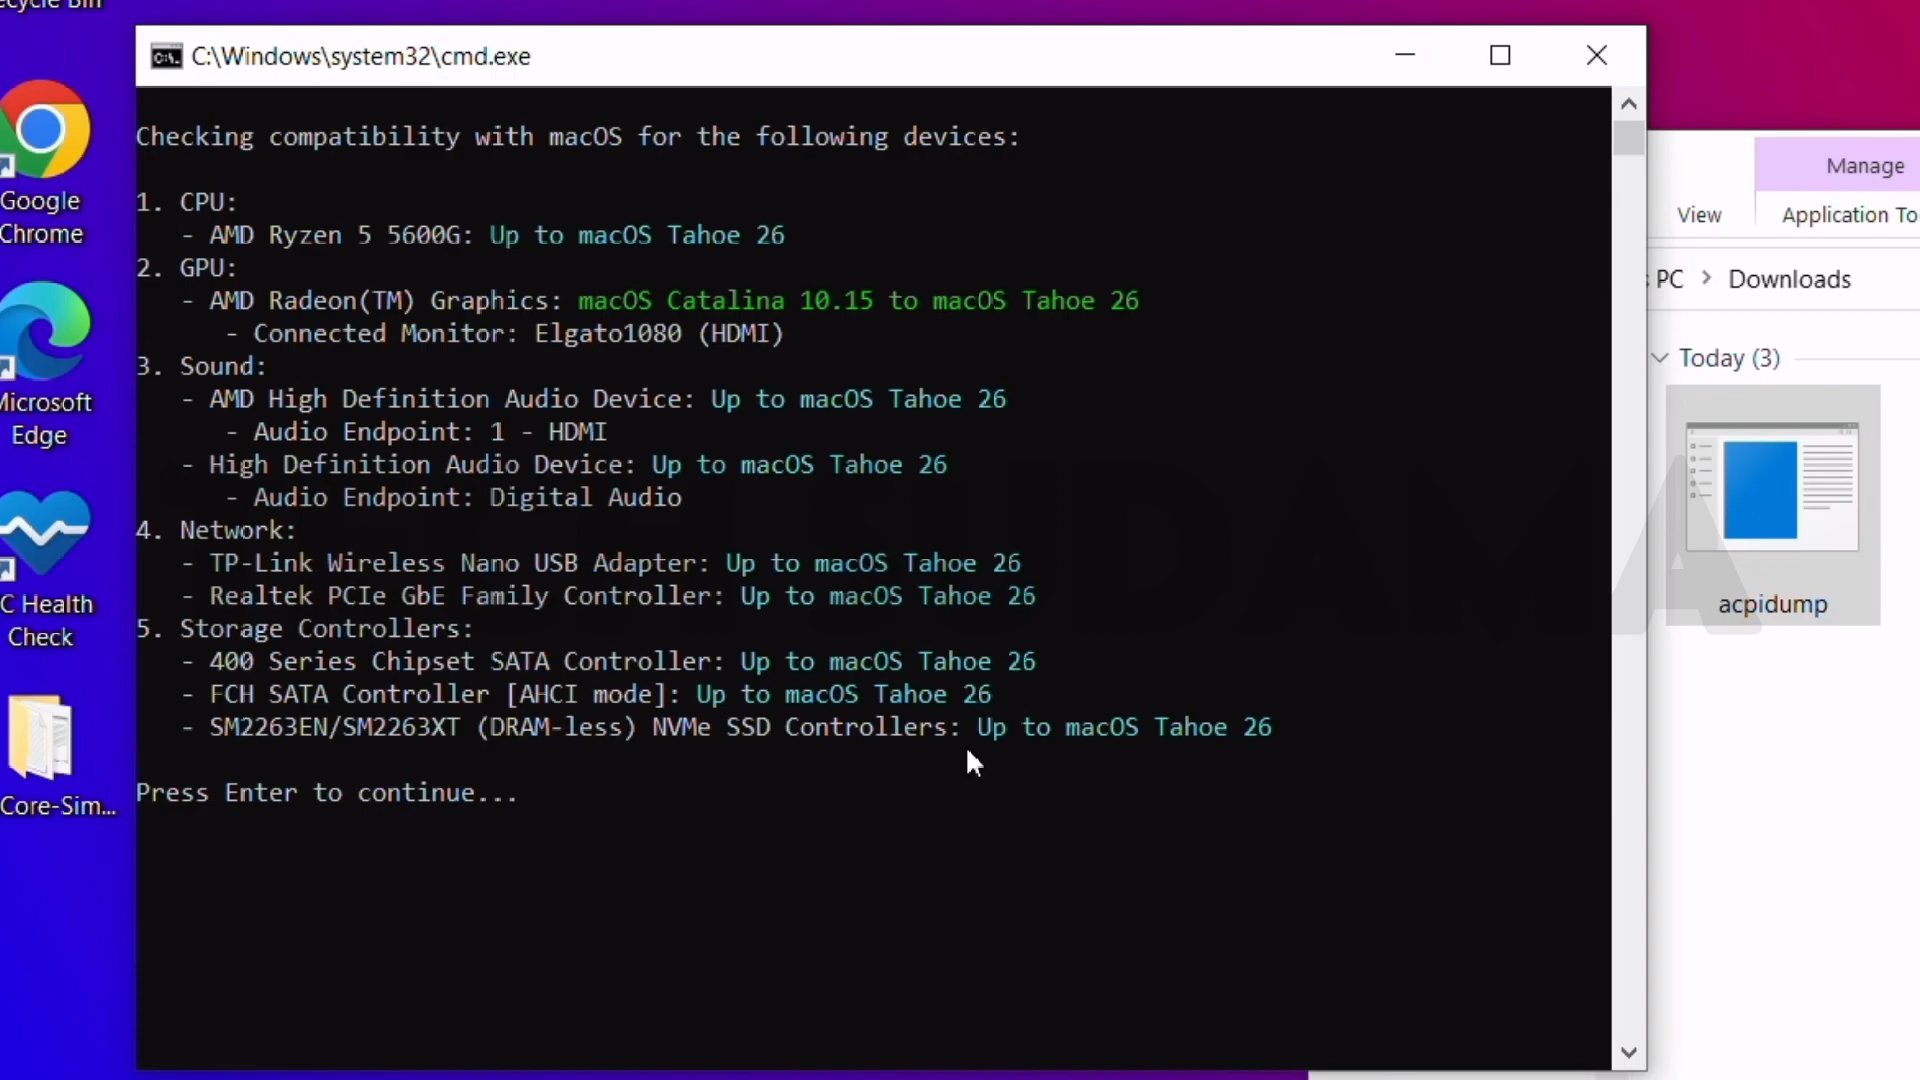 C:\Windows\system32\cmd.exe
Checking compatibility with macOS for the following devices:
1. CPU:
- AMD Ryzen 5 5600G: Up to macOS Tahoe 26
2. GPU:
- AMD Radeon(TM) Graphics: macOS Catalina 10.15 to macOS Tahoe 26
- Connected Monitor: Elgato1080 (HDMI)
3. Sound:
- AMD High Definition Audio Device: Up to macOS Tahoe 26
- Audio Endpoint: 1 - HDMI
- High Definition Audio Device: Up to macOS Tahoe 26
- Audio Endpoint: Digital Audio
4. Network:
- TP-Link Wireless Nano USB Adapter: Up to macOS Tahoe 26
- Realtek PCIe GbE Family Controller: Up to macOS Tahoe 26
5. Storage Controllers:
- 400 Series Chipset SATA Controller: Up to macOS Tahoe 26
- FCH SATA Controller [AHCI mode]: Up to macOS Tahoe 26
- SM2263EN/SM2263XT (DRAM-less) NVMe SSD Controllers: Up to macOS Tahoe 26
Press Enter to continue...
Google
Chrome
Microsoft
Edge
C Health
Check
Core-Sim...
Manage
View
Application To
PC > Downloads
Today (3)
acpidump